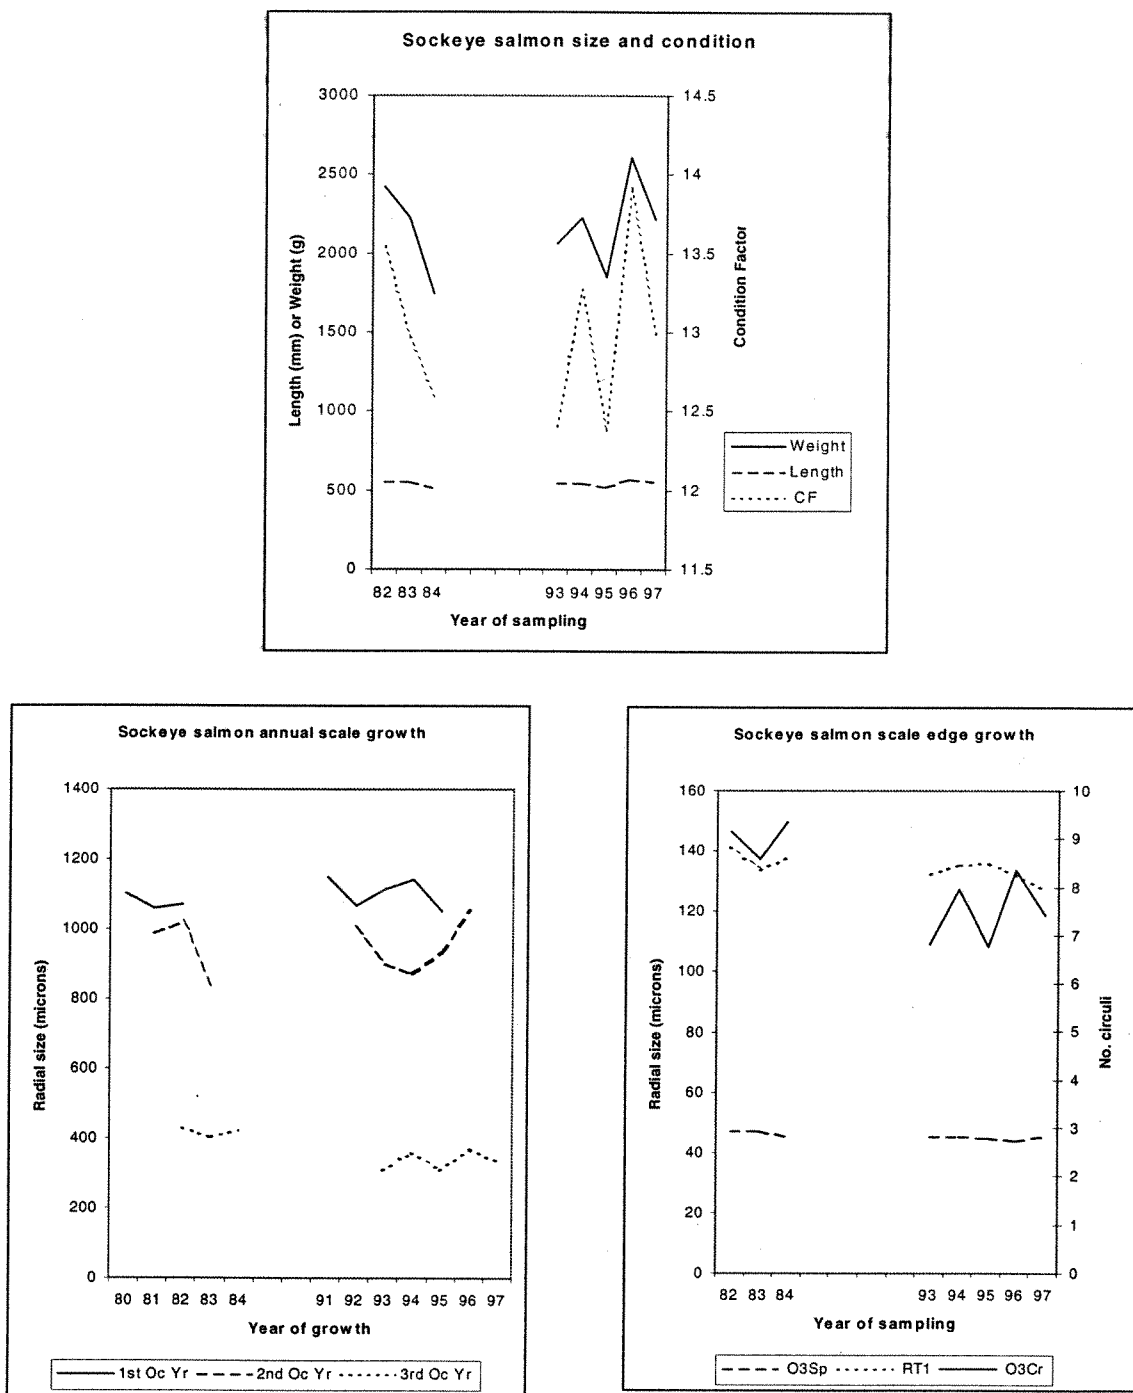 Sockeye salmon size and condition
3000
2500
2000
1500
1000
500
0
Length (mm) or Weight (g)
14.5
14
13.5
13
12.5
12
11.5
Condition Factor
Weight
Length
CF
82 83 84 93 94 95 96 97
Year of sampling
Sockeye salmon annual scale growth
1400
1200
1000
800
600
400
200
0
Radial size (microns)
80 81 82 83 84 91 92 93 94 95 96 97
Year of growth
1st Oc Yr 2nd Oc Yr 3rd Oc Yr
Sockeye salmon scale edge growth
160
140
120
100
80
60
40
20
0
Radial size (microns)
10
9
8
7
6
5
4
3
2
1
0
No. circuli
82 83 84 93 94 95 96 97
Year of sampling
O3Sp RT1 O3Cr